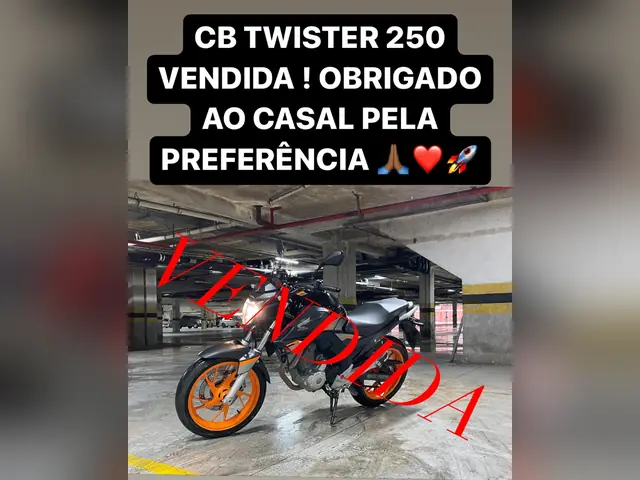 CB TWISTER 250
VENDIDA ! OBRIGADO
AO CASAL PELA
PREFERÊNCIA 🙏🏾❤️🚀
VENDIDA